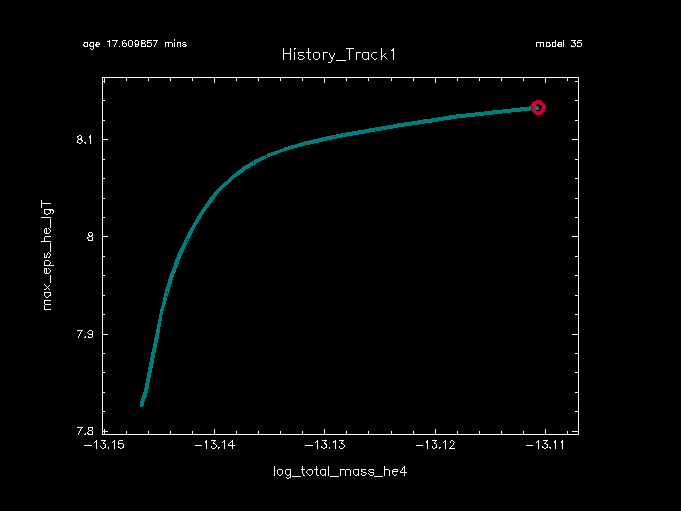 age 17.609857 mins
model 35
History_Track1
8.1
8
7.9
7.8
max_eps_he_lgT
-13.15
-13.14
-13.13
-13.12
-13.11
log_total_mass_he4